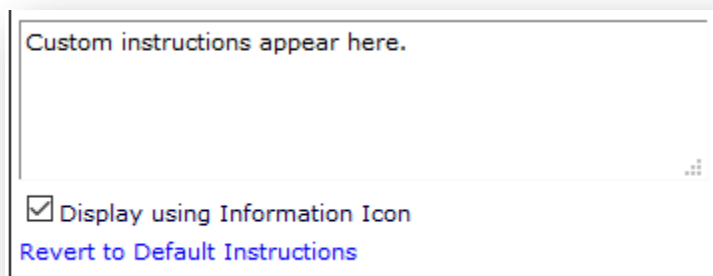 Custom instructions appear here.
Display using Information Icon
Revert to Default Instructions